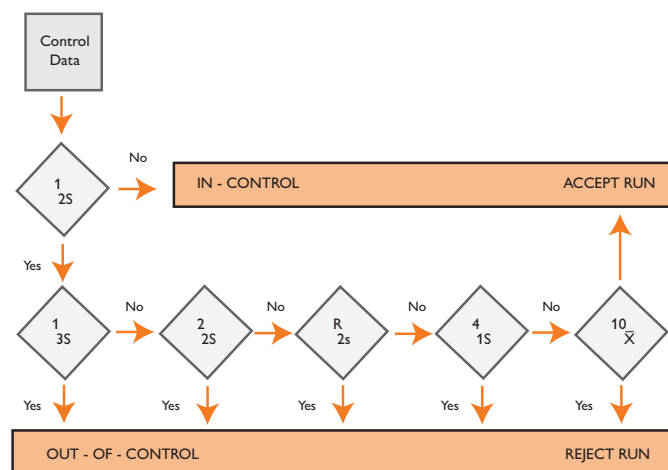 Control
Data
No
1
2S
IN - CONTROL
ACCEPT RUN
Yes
No
No
No
No
1
3S
2
2S
R
2s
4
1S
10
X̅
Yes
Yes
Yes
Yes
Yes
OUT - OF - CONTROL
REJECT RUN